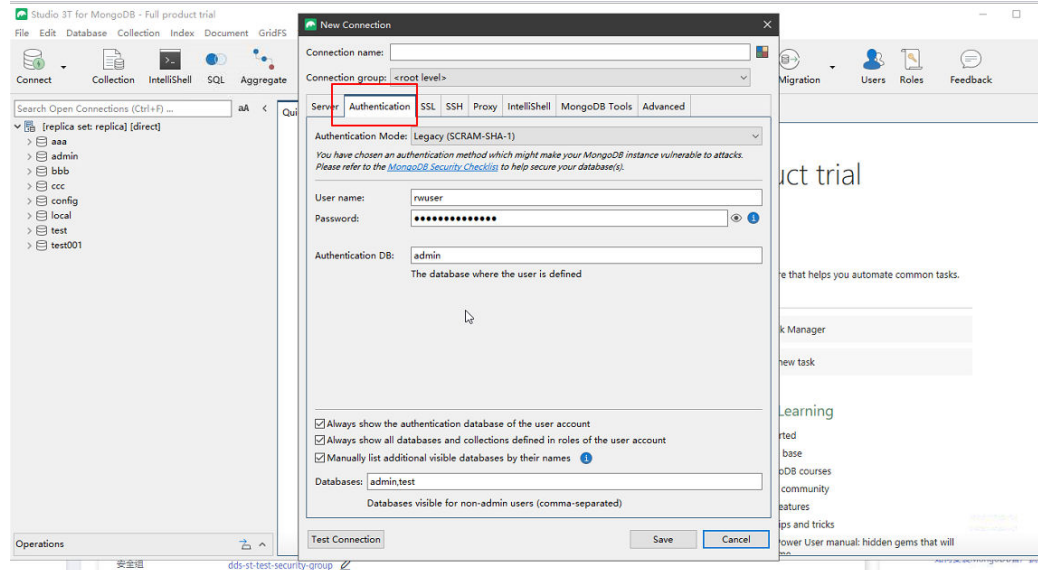 Studio 3T for MongoDB - Full product trial
File Edit Database Collection Index Document GridFS
Connect Collection IntelliShell SQL Aggregate
Migration Users Roles Feedback
Search Open Connections (Ctrl+F) ... aA
Qui
[replica set: replica] [direct]
aaa
admin
bbb
ccc
config
local
test
test001
Operations
New Connection
Connection name:
Connection group: <root level>
Server Authentication SSL SSH Proxy IntelliShell MongoDB Tools Advanced
Authentication Mode: Legacy (SCRAM-SHA-1)
You have chosen an authentication method which might make your MongoDB instance vulnerable to attacks.
Please refer to the MongoDB Security Checklist to help secure your database(s).
User name: rwuser
Password: ••••••••••••••
Authentication DB: admin
The database where the user is defined
Always show the authentication database of the user account
Always show all databases and collections defined in roles of the user account
Manually list additional visible databases by their names
Databases: admin,test
Databases visible for non-admin users (comma-separated)
Test Connection Save Cancel
uct trial
re that helps you automate common tasks.
k Manager
new task
Learning
rted
base
oDB courses
community
eatures
ips and tricks
ower User manual: hidden gems that will
安全组 dds-st-test-security-group